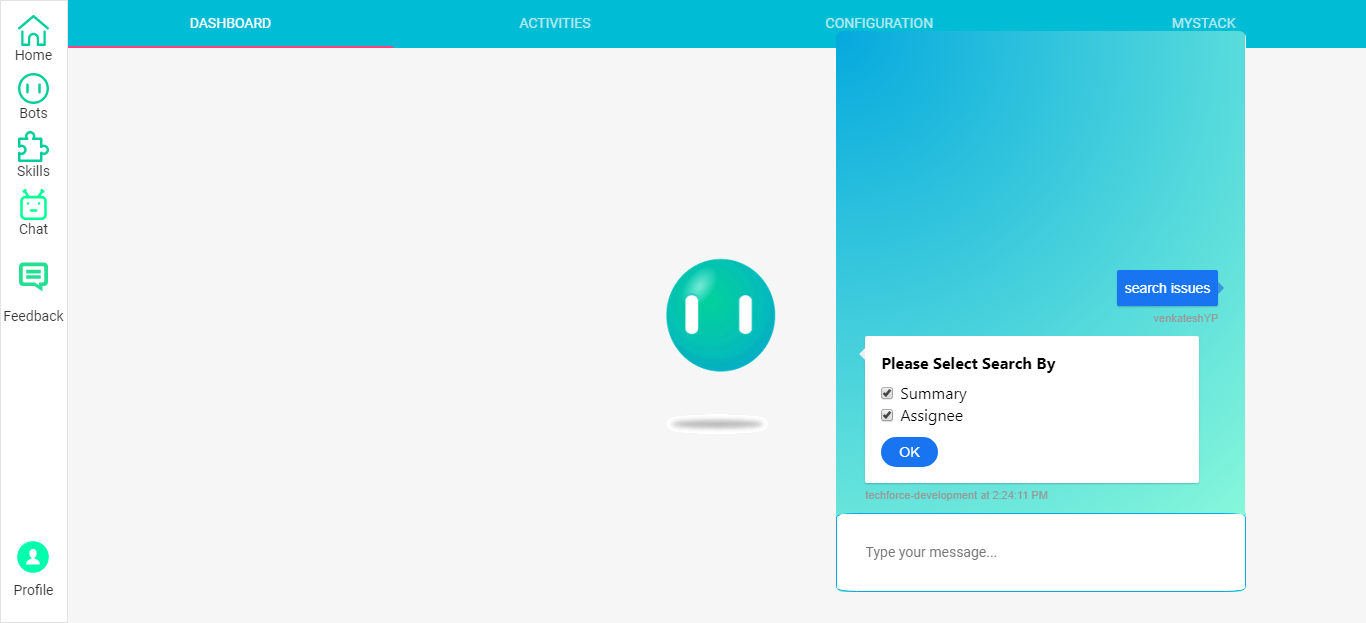 DASHBOARD
ACTIVITIES
CONFIGURATION
MYSTACK
Home
Bots
Skills
Chat
Feedback
Profile
search issues
venkateshYP
Please Select Search By
Summary
Assignee
OK
techforce-development at 2:24:11 PM
Type your message...